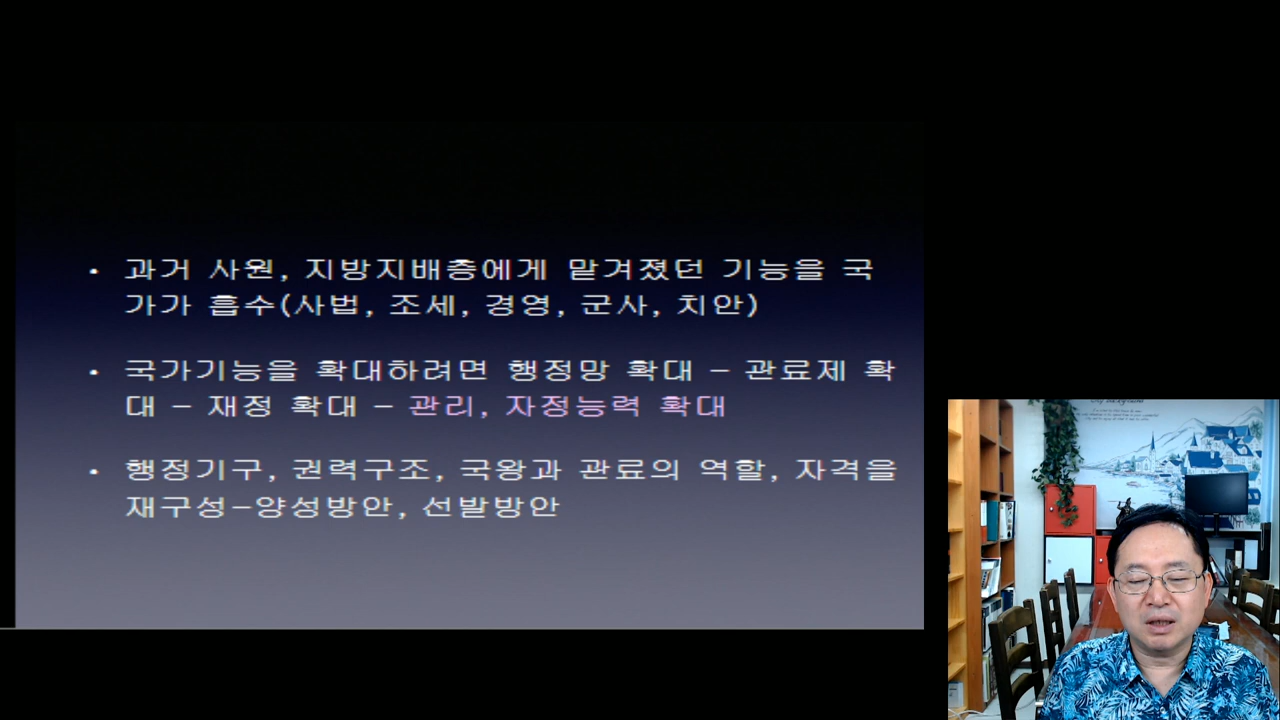 • 과거 사원, 지방지배층에게 맡겨졌던 기능을 국
가가 흡수(사법, 조세, 경영, 군사, 치안)
• 국가기능을 확대하려면 행정망 확대 – 관료제 확
대 – 재정 확대 – 관리, 자정능력 확대
• 행정기구, 권력구조, 국왕과 관료의 역할, 자격을
재구성–양성방안, 선발방안